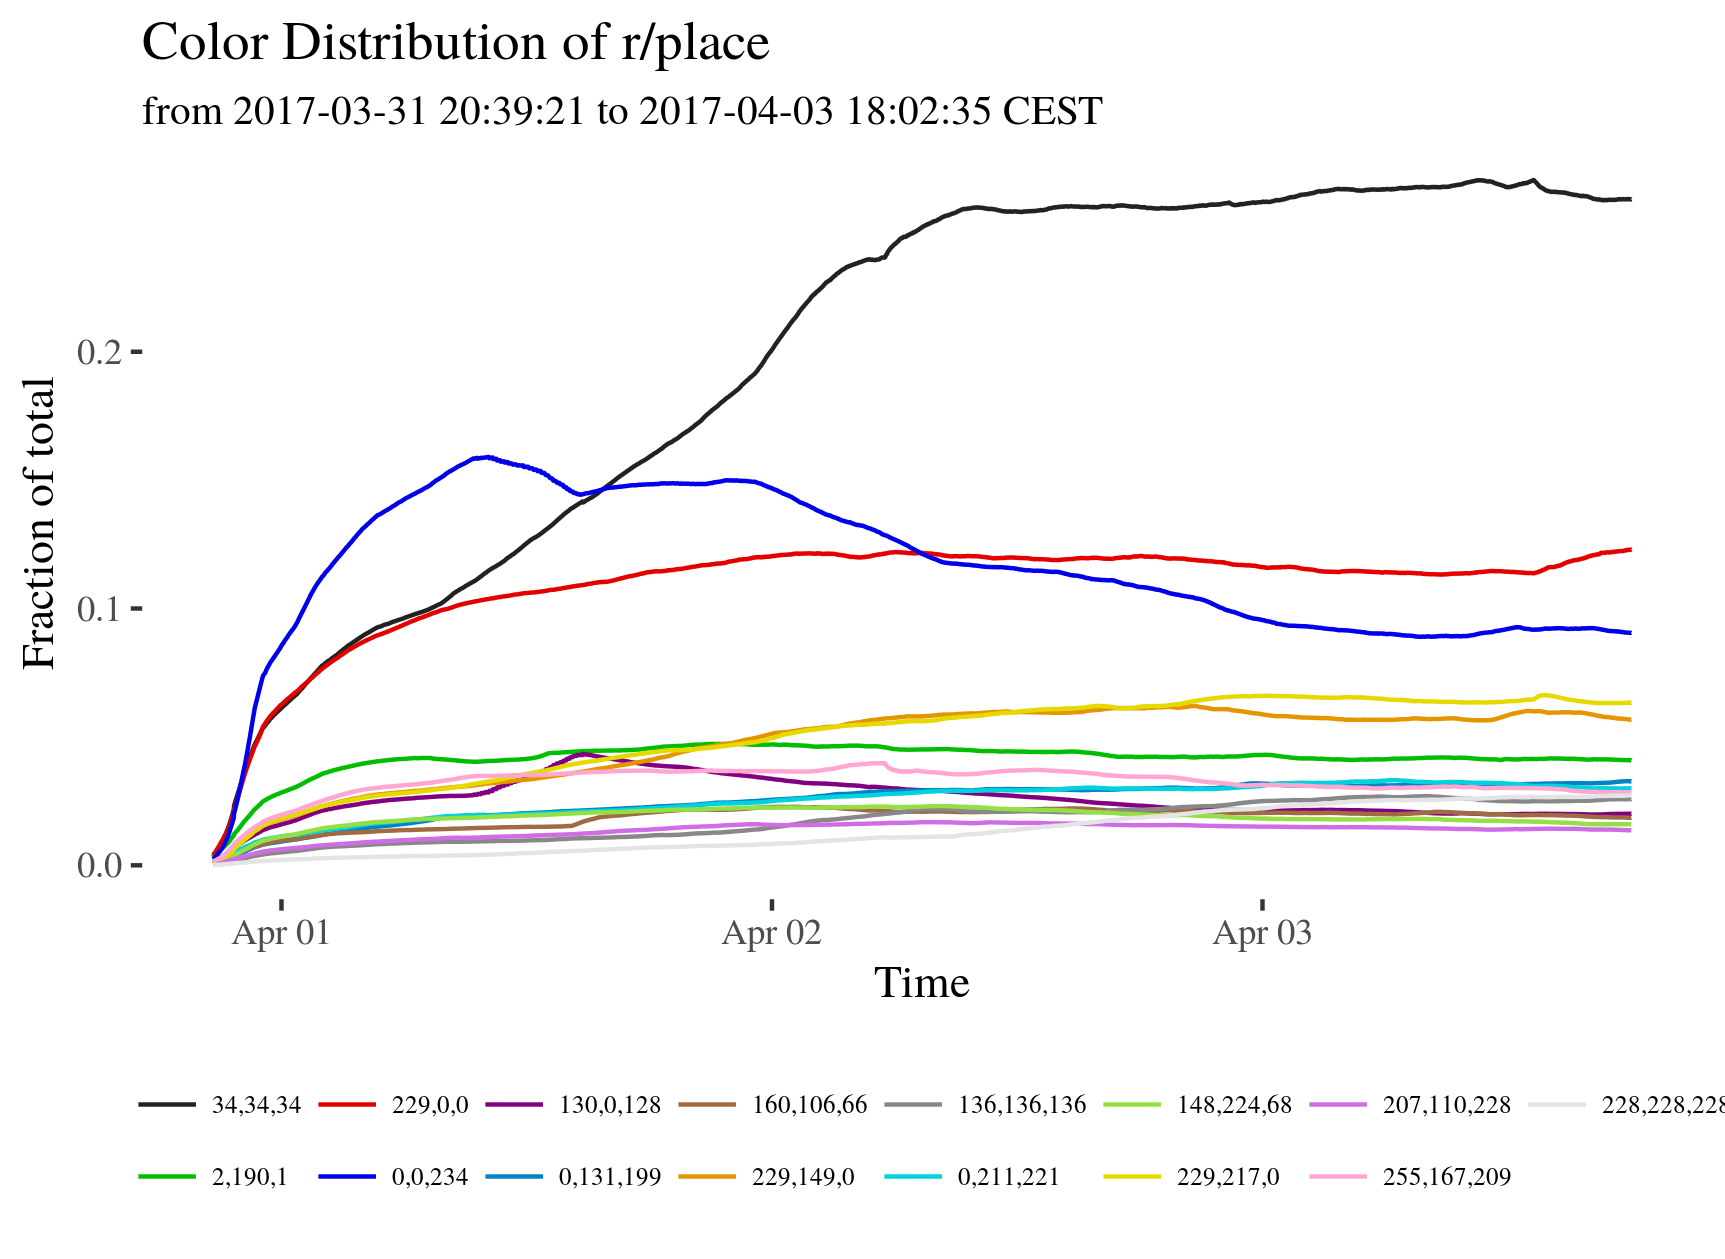 Color Distribution of r/place
from 2017-03-31 20:39:21 to 2017-04-03 18:02:35 CEST
Fraction of total
0.2
0.1
0.0
Apr 01 Apr 02 Apr 03
Time
34,34,34 229,0,0 130,0,128 160,106,66 136,136,136 148,224,68 207,110,228 228,228,228
2,190,1 0,0,234 0,131,199 229,149,0 0,211,221 229,217,0 255,167,209